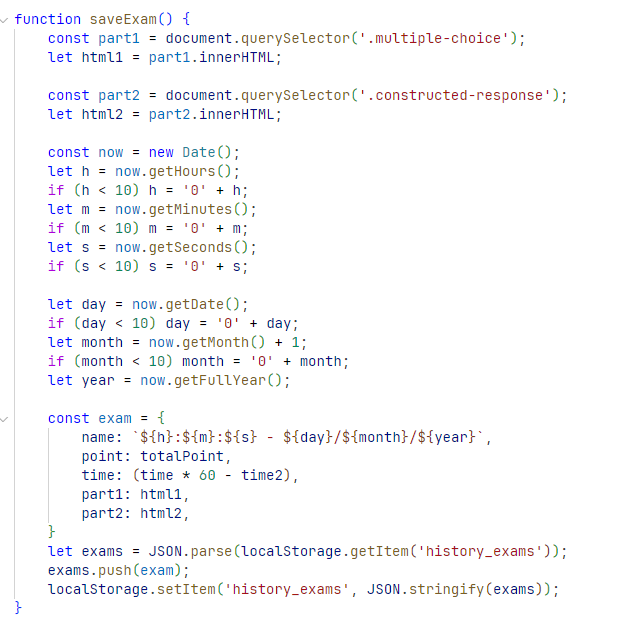 function saveExam() {
    const part1 = document.querySelector('.multiple-choice');
    let html1 = part1.innerHTML;

    const part2 = document.querySelector('.constructed-response');
    let html2 = part2.innerHTML;

    const now = new Date();
    let h = now.getHours();
    if (h < 10) h = '0' + h;
    let m = now.getMinutes();
    if (m < 10) m = '0' + m;
    let s = now.getSeconds();
    if (s < 10) s = '0' + s;

    let day = now.getDate();
    if (day < 10) day = '0' + day;
    let month = now.getMonth() + 1;
    if (month < 10) month = '0' + month;
    let year = now.getFullYear();

    const exam = {
        name: `${h}:${m}:${s} - ${day}/${month}/${year}`,
        point: totalPoint,
        time: (time * 60 - time2),
        part1: html1,
        part2: html2,
    }
    let exams = JSON.parse(localStorage.getItem('history_exams'));
    exams.push(exam);
    localStorage.setItem('history_exams', JSON.stringify(exams));
}